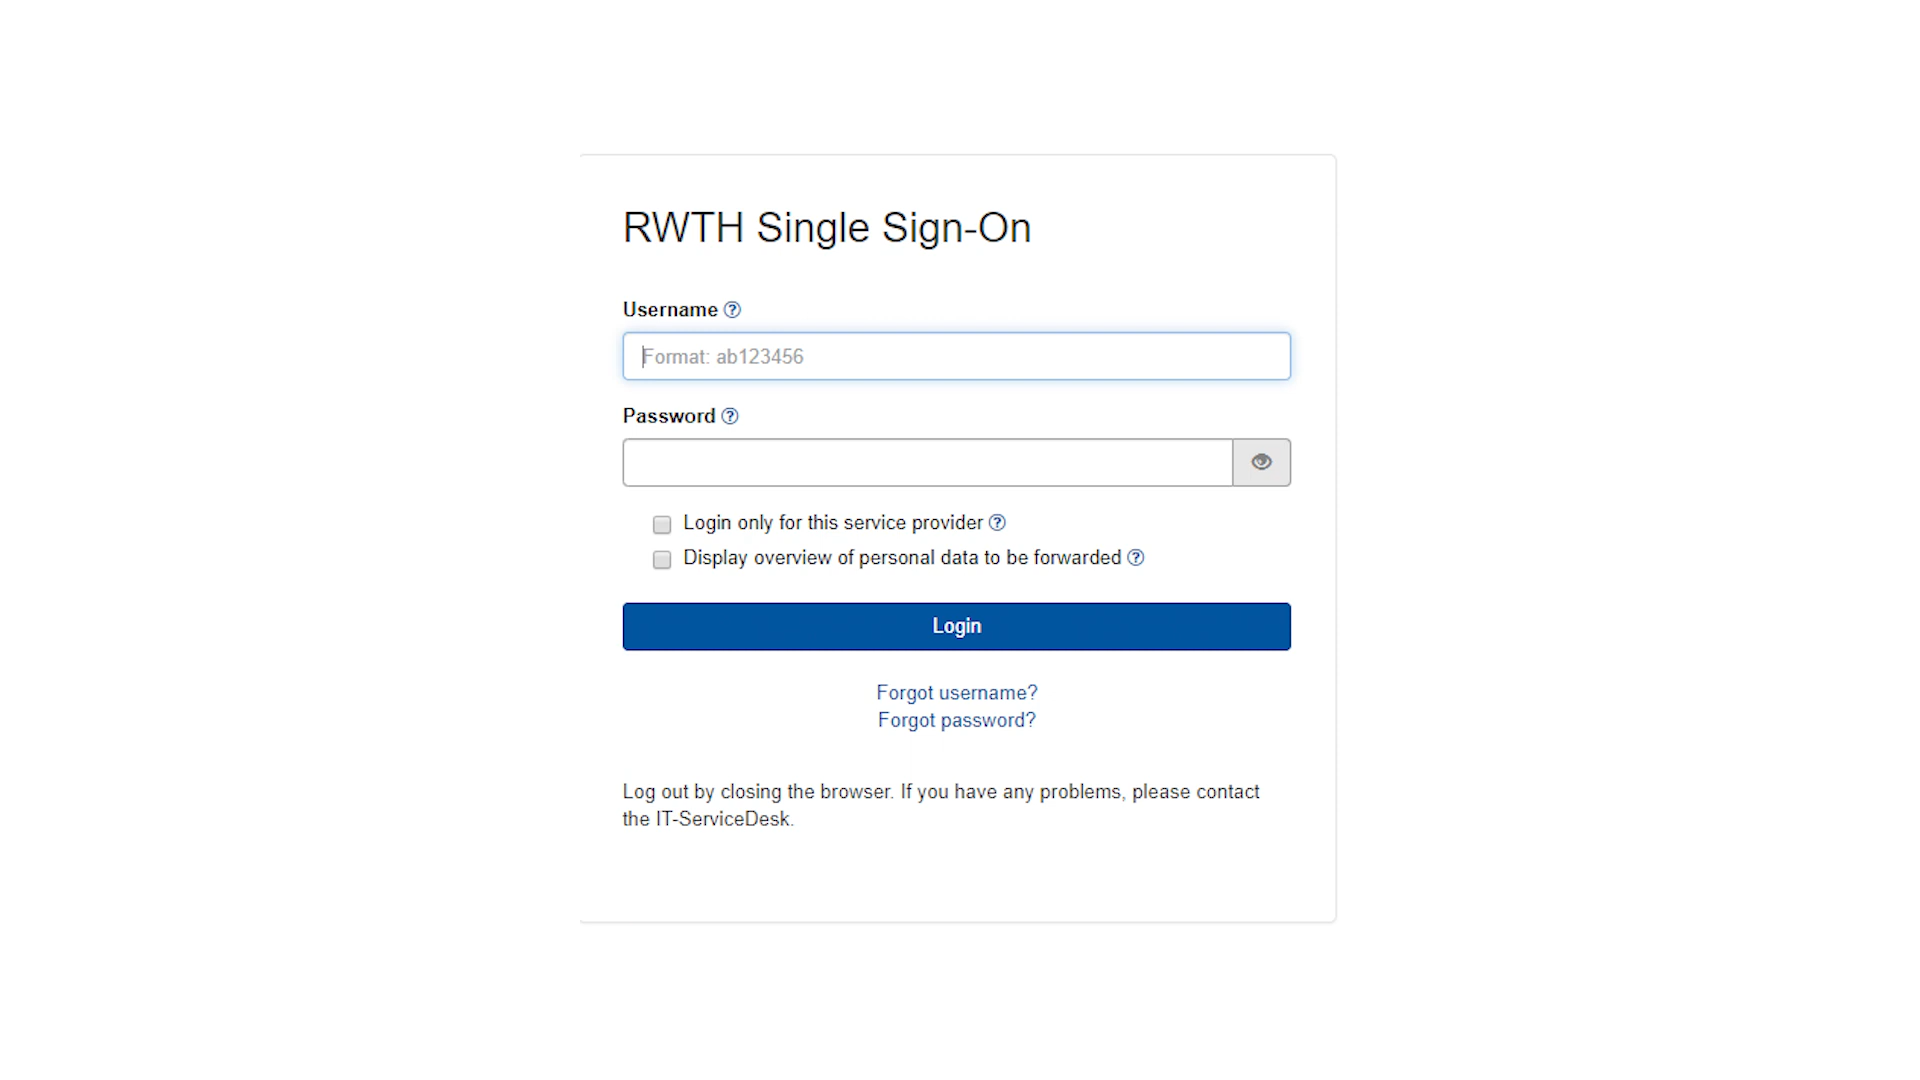 RWTH Single Sign-On
Username
Format: ab123456
Password
Login only for this service provider
Display overview of personal data to be forwarded
Login
Forgot username?
Forgot password?
Log out by closing the browser. If you have any problems, please contact
the IT-ServiceDesk.